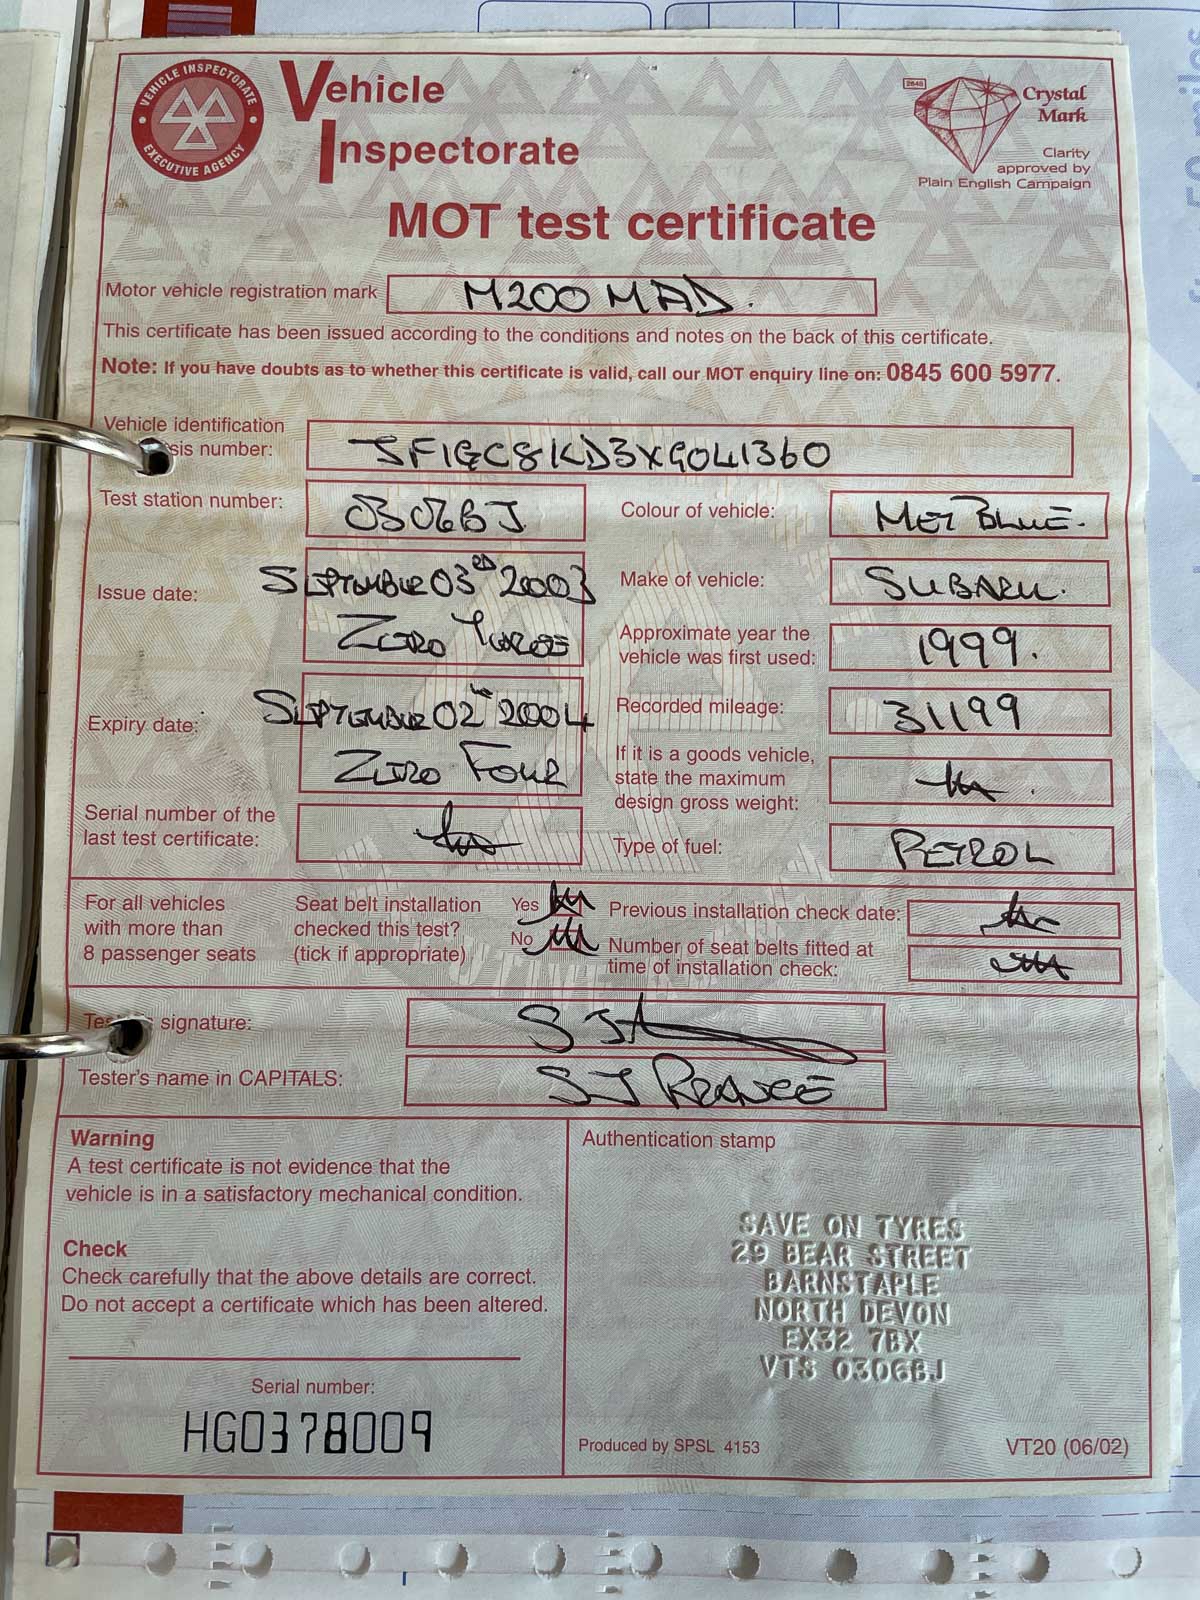 VEHICLE INSPECTORATE
EXECUTIVE AGENCY
Vehicle
Inspectorate
2648
Crystal
Mark
Clarity
approved by
Plain English Campaign
MOT test certificate
Motor vehicle registration mark M200 MAD.
This certificate has been issued according to the conditions and notes on the back of this certificate.
Note: If you have doubts as to whether this certificate is valid, call our MOT enquiry line on: 0845 600 5977.
Vehicle identification
sis number: JF1GC8KD3XG041360
Test station number: 0306BJ
Colour of vehicle: MET BLUE.
Issue date: SEPTEMBER 03RD 2003
ZERO THREE
Make of vehicle: SUBARU.
Approximate year the
vehicle was first used: 1999.
Expiry date: SEPTEMBER 02 2004
ZERO FOUR
Recorded mileage: 31199
If it is a goods vehicle,
state the maximum
design gross weight:
Serial number of the
last test certificate:
Type of fuel: PETROL
For all vehicles
with more than
8 passenger seats
Seat belt installation
checked this test?
(tick if appropriate)
Yes
No
Previous installation check date:
Number of seat belts fitted at
time of installation check:
signature: S J
Tester's name in CAPITALS: S J PRANCE
Warning
A test certificate is not evidence that the
vehicle is in a satisfactory mechanical condition.
Check
Check carefully that the above details are correct.
Do not accept a certificate which has been altered.
Serial number:
HG0378009
Authentication stamp
SAVE ON TYRES
29 BEAR STREET
BARNSTAPLE
NORTH DEVON
EX32 7BX
VTS 0306BJ
Produced by SPSL 4153
VT20 (06/02)